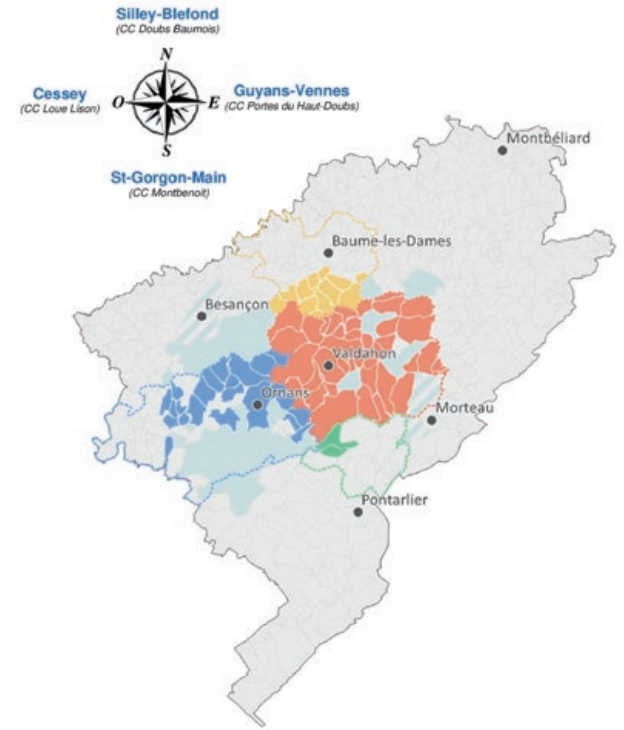 Silley-Blefond
(CC Doubs Baumois)
N
Cessey
(CC Loue Lison)
O
E
Guyans-Vennes
(CC Portes du Haut-Doubs)
S
St-Gorgon-Main
(CC Montbenoit)
Montbéliard
Baume-les-Dames
Besançon
Valdahon
Ornans
Morteau
Pontarlier